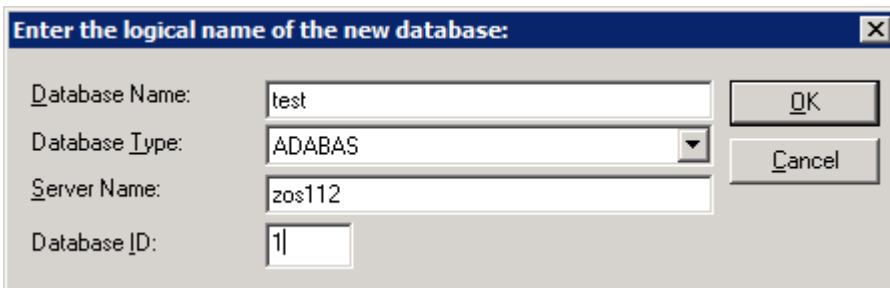 Enter the logical name of the new database:
Database Name: test
OK
Database Type: ADABAS
Cancel
Server Name: zos112
Database ID: 1